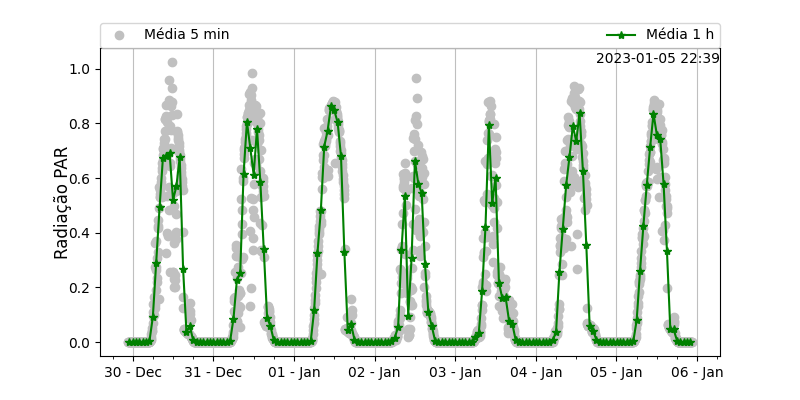 Média 5 min
Média 1 h
2023-01-05 22:39
Radiação PAR
1.0
0.8
0.6
0.4
0.2
0.0
30 - Dec
31 - Dec
01 - Jan
02 - Jan
03 - Jan
04 - Jan
05 - Jan
06 - Jan